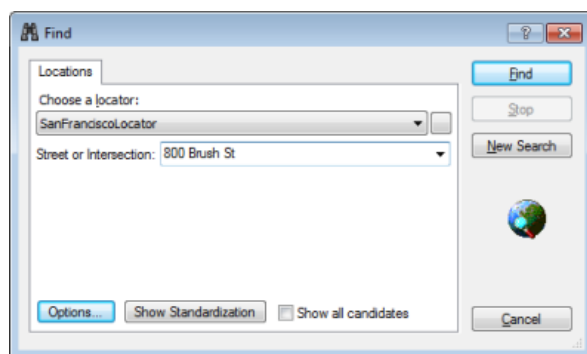 Find
Locations
Choose a locator:
SanFranciscoLocator
Street or Intersection: 800 Brush St
Options... Show Standardization Show all candidates
Find
Stop
New Search
Cancel